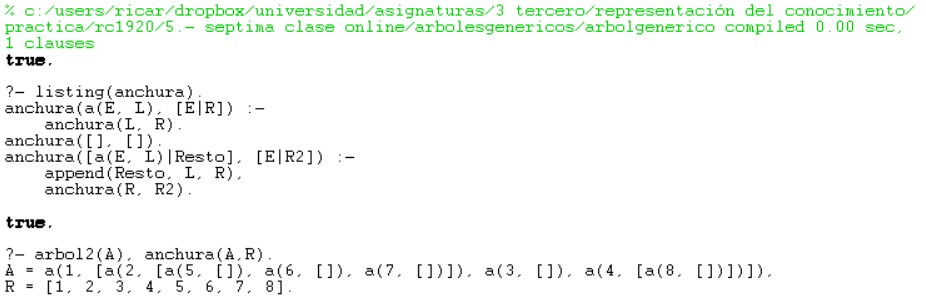 % c:/users/ricar/dropbox/universidad/asignaturas/3 tercero/representación del conocimiento/
practica/rc1920/5.- septima clase online/arbolesgenericos/arbolgenerico compiled 0.00 sec,
1 clauses
true.
?- listing(anchura).
anchura(a(E, L), [E|R]) :-
anchura(L, R).
anchura([], []).
anchura([a(E, L)|Resto], [E|R2]) :-
append(Resto, L, R),
anchura(R, R2).
true.
?- arbol2(A), anchura(A,R).
A = a(1, [a(2, [a(5, []), a(6, []), a(7, [])]), a(3, []), a(4, [a(8, [])])]),
R = [1, 2, 3, 4, 5, 6, 7, 8].